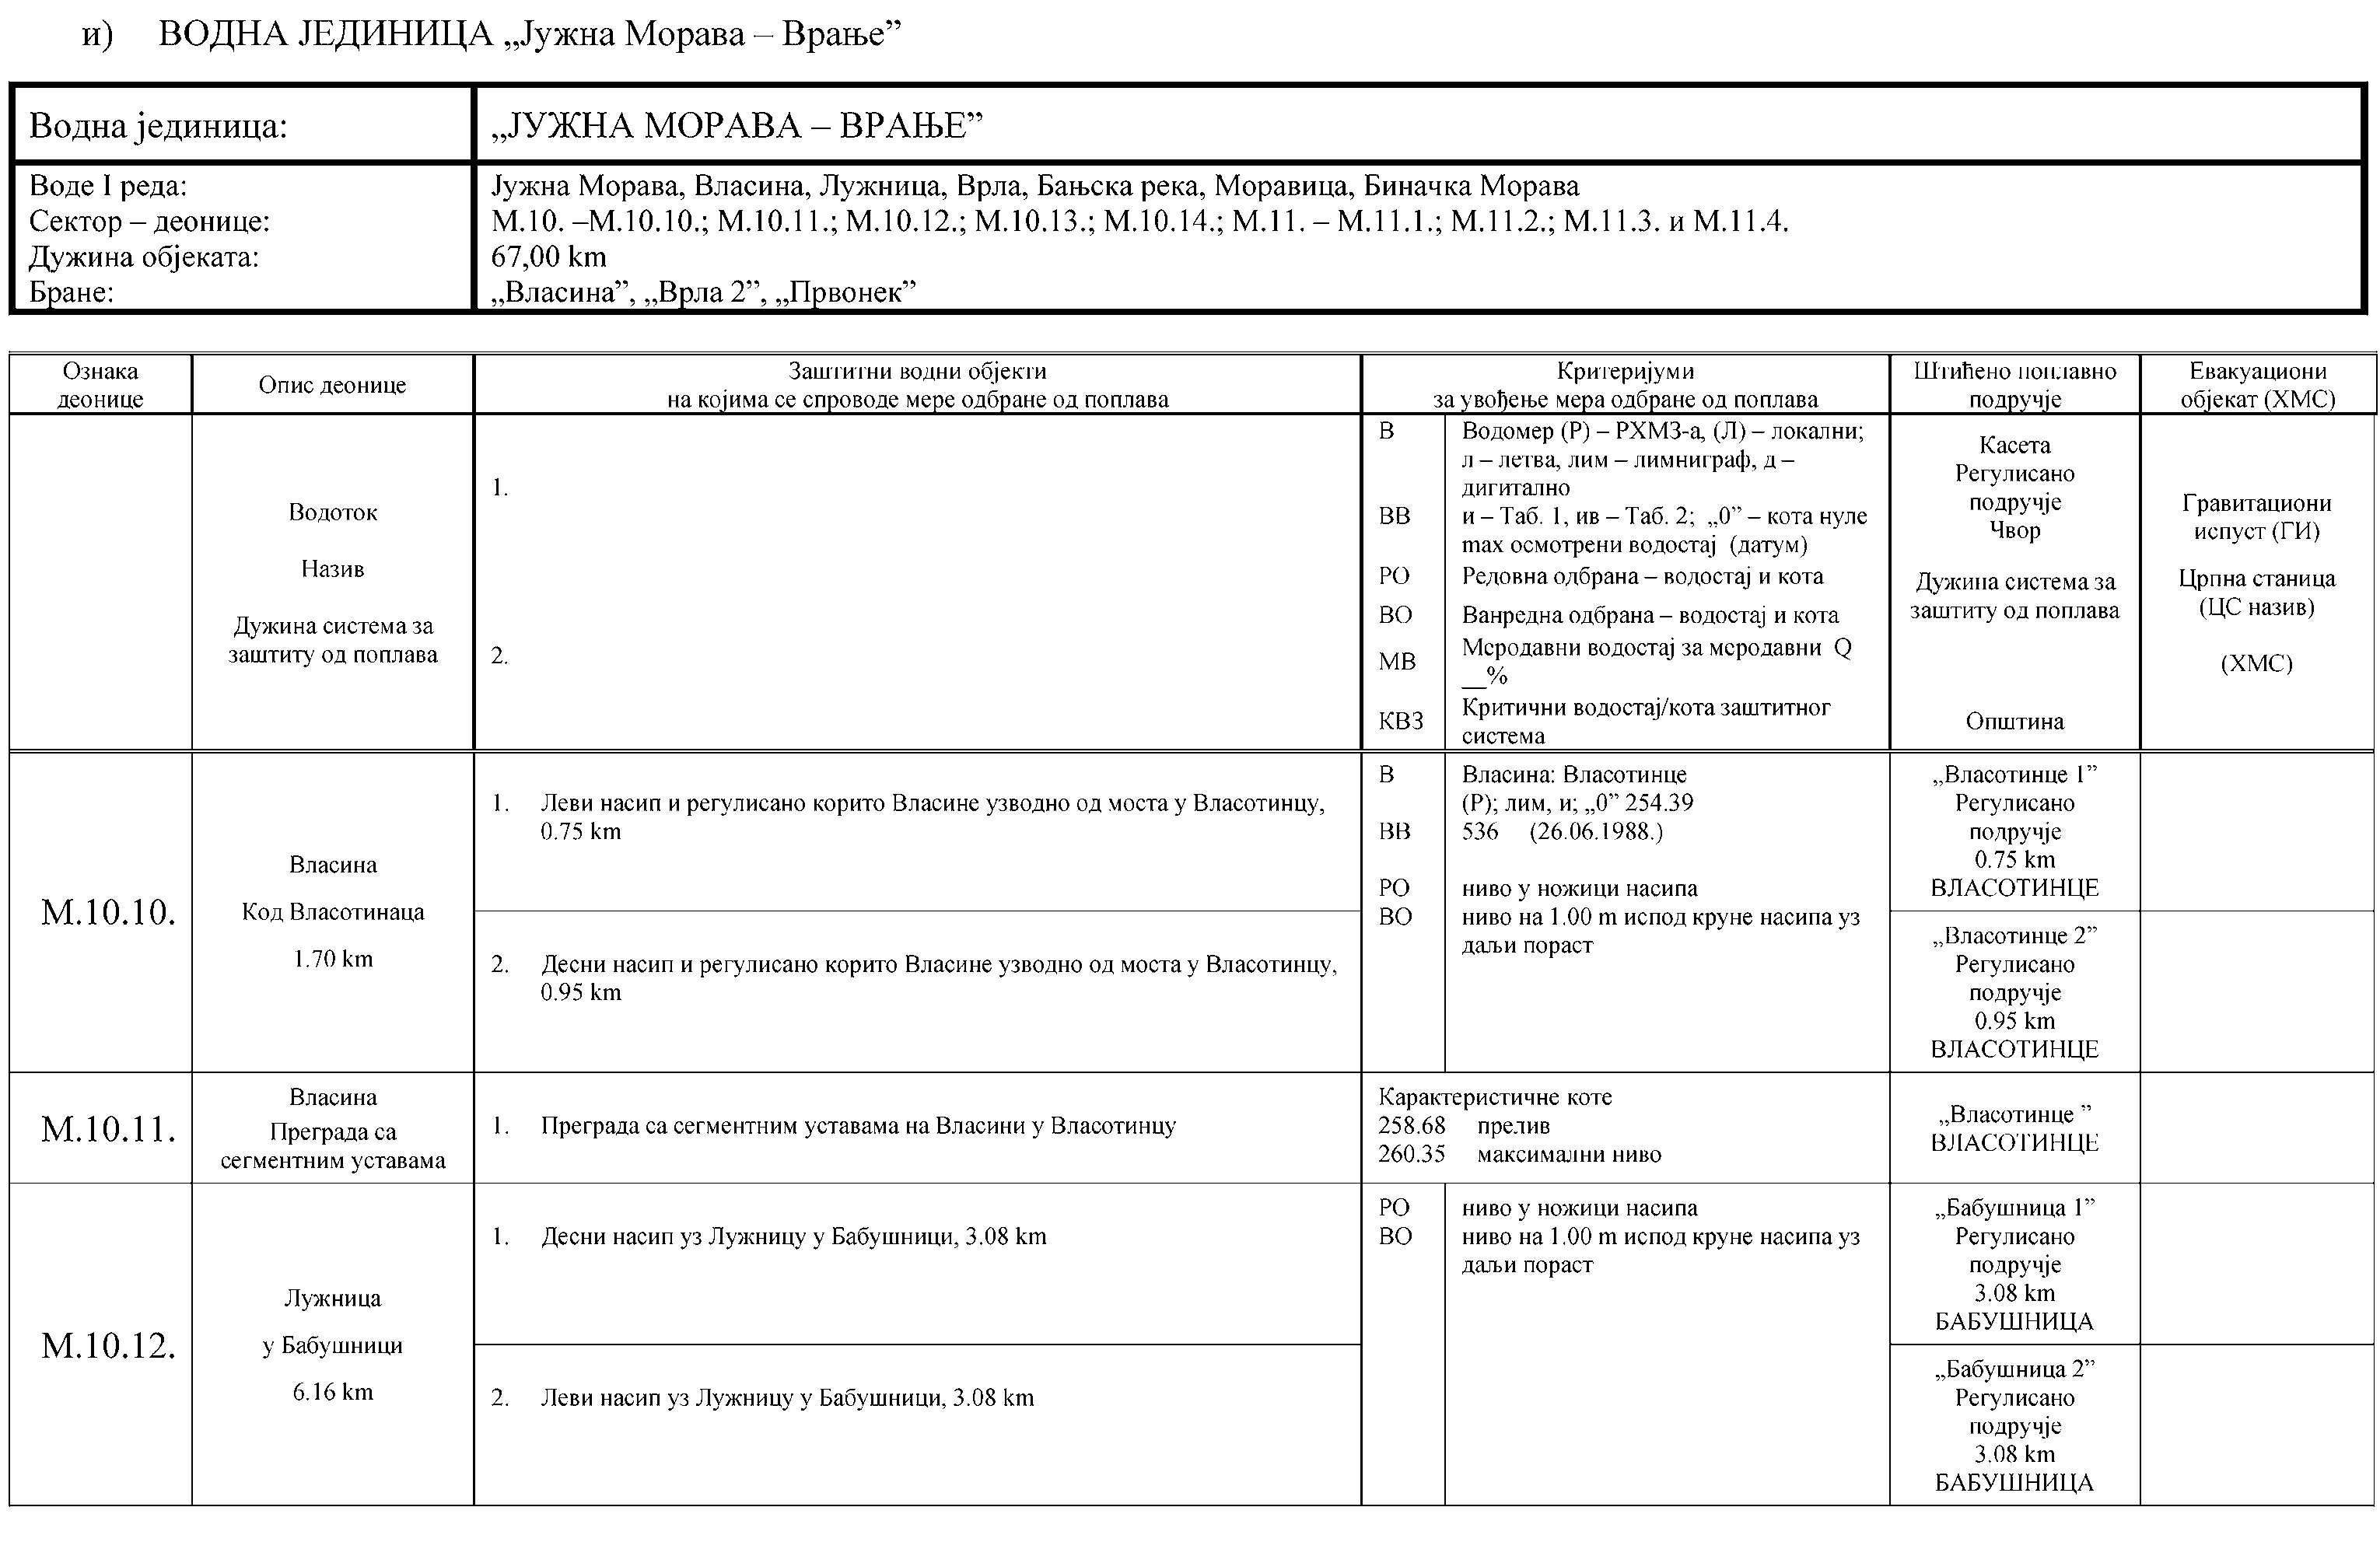 и) ВОДНА ЈЕДИНИЦА „Јужна Морава – Врање”
Водна јединица: „ЈУЖНА МОРАВА – ВРАЊЕ”
Воде I реда: Јужна Морава, Власина, Лужница, Врла, Бањска река, Моравица, Биначка Морава
Сектор – деонице: М.10. –М.10.10.; М.10.11.; М.10.12.; М.10.13.; М.10.14.; М.11. – М.11.1.; М.11.2.; М.11.3. и М.11.4.
Дужина објеката: 67,00 km
Бране: „Власина”, „Врла 2”, „Првонек”
Ознака
деонице
Опис деонице
Заштитни водни објекти
на којима се спроводе мере одбране од поплава
Критеријуми
за увођење мера одбране од поплава
Штићено поплавно
подручје
Евакуациони
објекат (ХМС)
Водоток
Назив
Дужина система за
заштиту од поплава
1.
2.
В Водомер (Р) – РХМЗ-а, (Л) – локални;
л – летва, лим – лимниграф, д –
дигитално
ВВ и – Таб. 1, ив – Таб. 2; „0” – кота нуле
max осмотрени водостај (датум)
РО Редовна одбрана – водостај и кота
ВО Ванредна одбрана – водостај и кота
МВ Меродавни водостај за меродавни Q
__%
КВЗ Критични водостај/кота заштитног
система
Касета
Регулисано
подручје
Чвор
Дужина система за
заштиту од поплава
Општина
Гравитациони
испуст (ГИ)
Црпна станица
(ЦС назив)
(ХМС)
М.10.10.
Власина
Код Власотинаца
1.70 km
1. Леви насип и регулисано корито Власине узводно од моста у Власотинцу,
0.75 km
2. Десни насип и регулисано корито Власине узводно од моста у Власотинцу,
0.95 km
В Власина: Власотинце
(Р); лим, и; „0” 254.39
ВВ 536 (26.06.1988.)
РО ниво у ножици насипа
ВО ниво на 1.00 m испод круне насипа уз
даљи пораст
„Власотинце 1”
Регулисано
подручје
0.75 km
ВЛАСОТИНЦЕ
„Власотинце 2”
Регулисано
подручје
0.95 km
ВЛАСОТИНЦЕ
М.10.11.
Власина
Преграда са
сегментним уставама
1. Преграда са сегментним уставама на Власини у Власотинцу
Карактеристичне коте
258.68 прелив
260.35 максимални ниво
„Власотинце ”
ВЛАСОТИНЦЕ
М.10.12.
Лужница
у Бабушници
6.16 km
1. Десни насип уз Лужницу у Бабушници, 3.08 km
2. Леви насип уз Лужницу у Бабушници, 3.08 km
РО ниво у ножици насипа
ВО ниво на 1.00 m испод круне насипа уз
даљи пораст
„Бабушница 1”
Регулисано
подручје
3.08 km
БАБУШНИЦА
„Бабушница 2”
Регулисано
подручје
3.08 km
БАБУШНИЦА